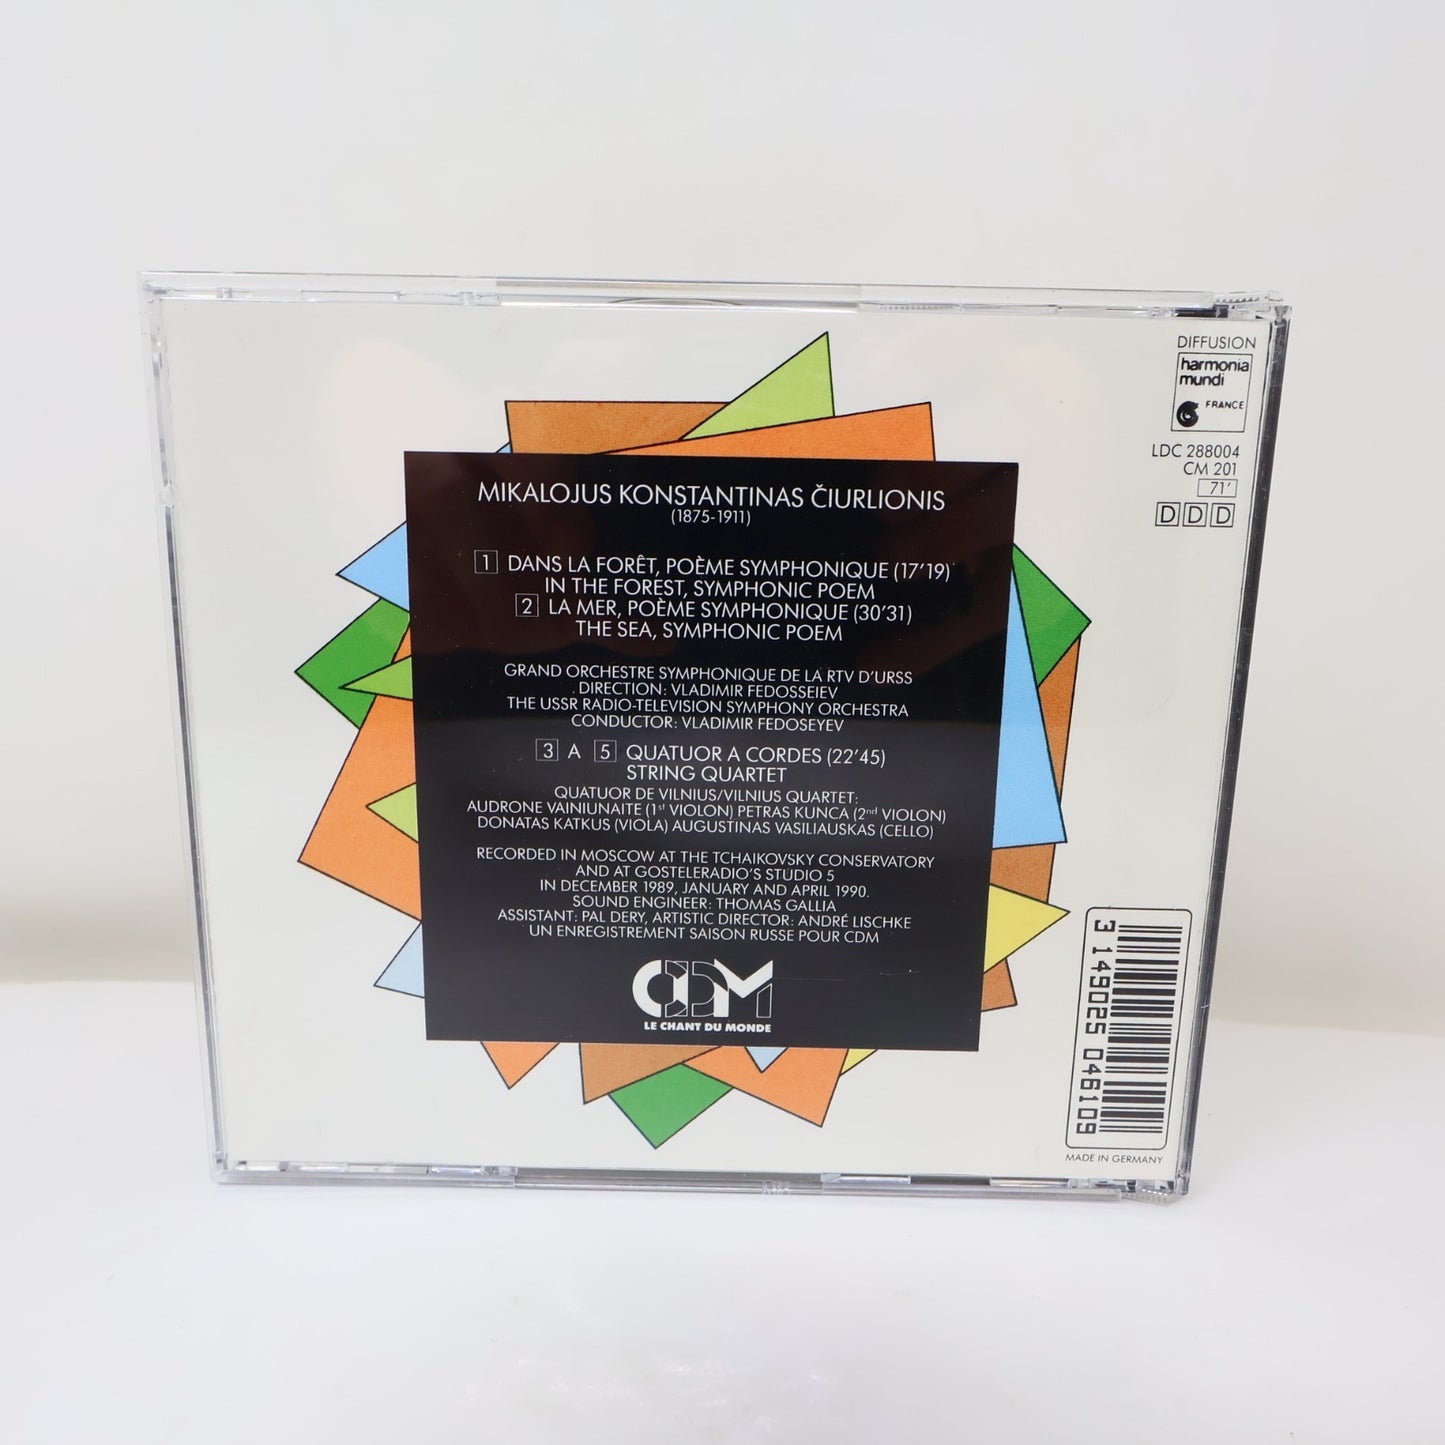 DIFFUSION
harmonia
mundi
FRANCE
LDC 288004
CM 201
71'
DDD
MIKALOJUS KONSTANTINAS ČIURLIONIS
(1875-1911)
1 DANS LA FORÊT, POÈME SYMPHONIQUE (17'19)
IN THE FOREST, SYMPHONIC POEM
2 LA MER, POÈME SYMPHONIQUE (30'31)
THE SEA, SYMPHONIC POEM
GRAND ORCHESTRE SYMPHONIQUE DE LA RTV D'URSS
DIRECTION: VLADIMIR FEDOSSEIEV
THE USSR RADIO-TELEVISION SYMPHONY ORCHESTRA
CONDUCTOR: VLADIMIR FEDOSEYEV
3 A 5 QUATUOR A CORDES (22'45)
STRING QUARTET
QUATUOR DE VILNIUS/VILNIUS QUARTET:
AUDRONE VAINIUNAITE (1st VIOLON) PETRAS KUNCA (2nd VIOLON)
DONATAS KATKUS (VIOLA) AUGUSTINAS VASILIAUSKAS (CELLO)
RECORDED IN MOSCOW AT THE TCHAIKOVSKY CONSERVATORY
AND AT GOSTELERADIO'S STUDIO 5
IN DECEMBER 1989, JANUARY AND APRIL 1990.
SOUND ENGINEER: THOMAS GALLIA
ASSISTANT: PAL DERY, ARTISTIC DIRECTOR: ANDRÉ LISCHKE
UN ENREGISTREMENT SAISON RUSSE POUR CDM
CDM
LE CHANT DU MONDE
3 149025 046109
MADE IN GERMANY